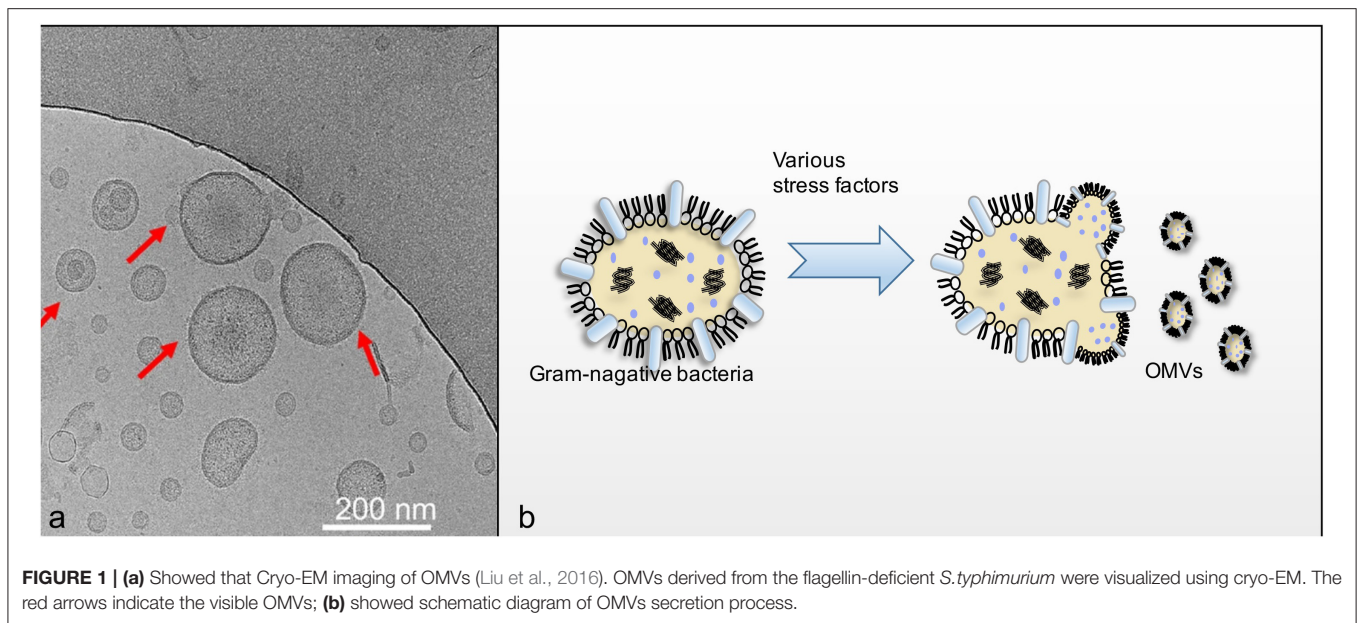 Various
stress factors
Gram-nagative bacteria
OMVs
200 nm
a
b
FIGURE 1 | (a) Showed that Cryo-EM imaging of OMVs (Liu et al., 2016). OMVs derived from the flagellin-deficient S.typhimurium were visualized using cryo-EM. The
red arrows indicate the visible OMVs; (b) showed schematic diagram of OMVs secretion process.